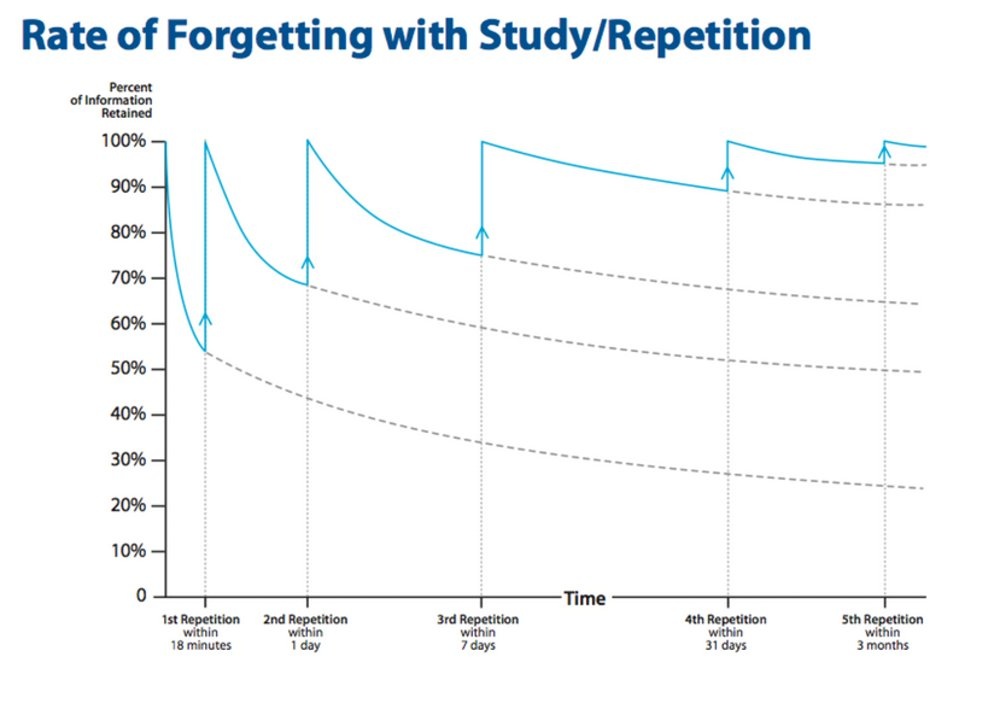 Rate of Forgetting with Study/Repetition
Percent
of Information
Retained
100%
90%
80%
70%
60%
50%
40%
30%
20%
10%
0
Time
1st Repetition
within
18 minutes
2nd Repetition
within
1 day
3rd Repetition
within
7 days
4th Repetition
within
31 days
5th Repetition
within
3 months